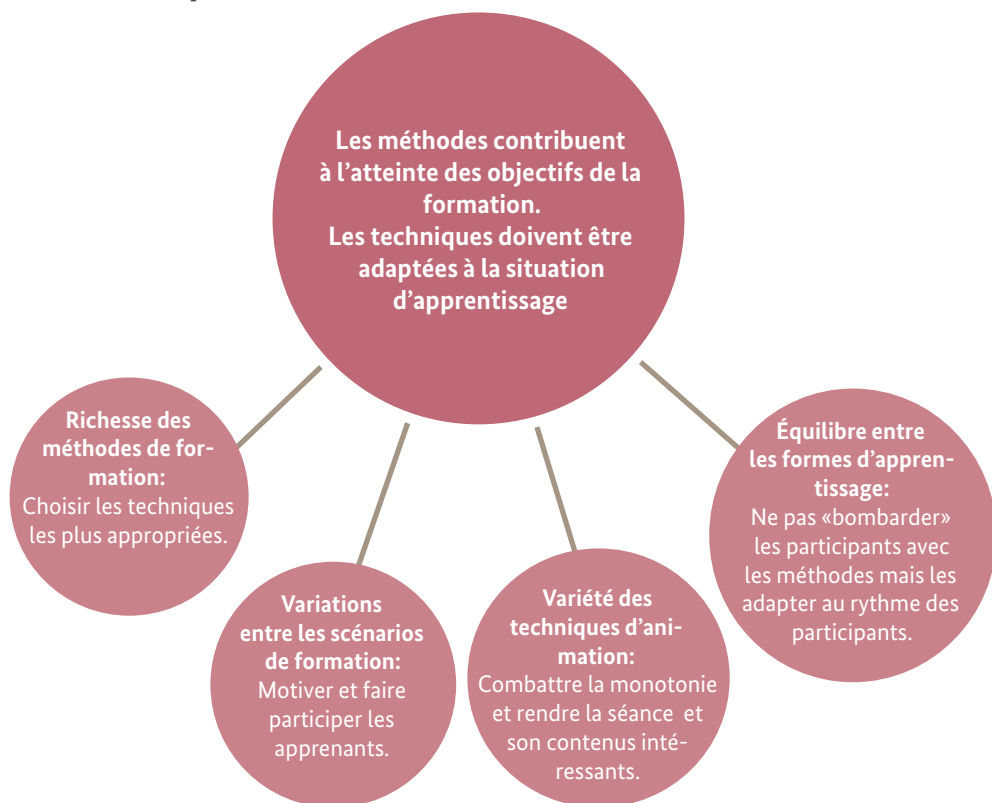 Les méthodes contribuent
à l'atteinte des objectifs de la
formation.
Les techniques doivent être
adaptées à la situation
d'apprentissage
Richesse des
méthodes de for-
mation:
Choisir les techniques
les plus appropriées.
Variations
entre les scénarios
de formation:
Motiver et faire
participer les
apprenants.
Variété des
techniques d'ani-
mation:
Combattre la monotonie
et rendre la séance et
son contenus inté-
ressants.
Équilibre entre
les formes d'appren-
tissage:
Ne pas «bombarder»
les participants avec
les méthodes mais les
adapter au rythme des
participants.